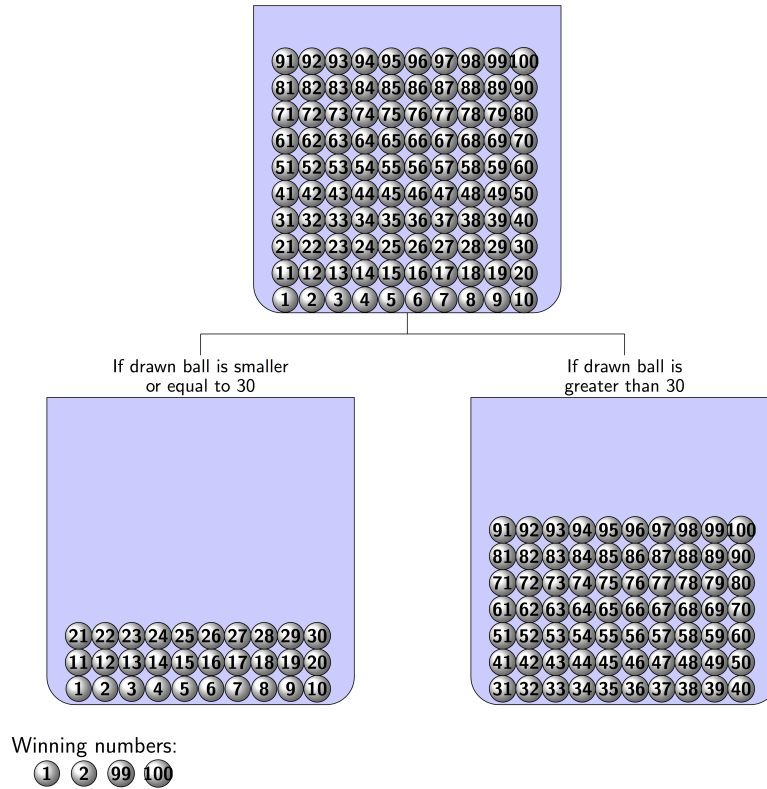 91 92 93 94 95 96 97 98 99 100
81 82 83 84 85 86 87 88 89 90
71 72 73 74 75 76 77 78 79 80
61 62 63 64 65 66 67 68 69 70
51 52 53 54 55 56 57 58 59 60
41 42 43 44 45 46 47 48 49 50
31 32 33 34 35 36 37 38 39 40
21 22 23 24 25 26 27 28 29 30
11 12 13 14 15 16 17 18 19 20
1 2 3 4 5 6 7 8 9 10
If drawn ball is smaller
or equal to 30
21 22 23 24 25 26 27 28 29 30
11 12 13 14 15 16 17 18 19 20
1 2 3 4 5 6 7 8 9 10
If drawn ball is
greater than 30
91 92 93 94 95 96 97 98 99 100
81 82 83 84 85 86 87 88 89 90
71 72 73 74 75 76 77 78 79 80
61 62 63 64 65 66 67 68 69 70
51 52 53 54 55 56 57 58 59 60
41 42 43 44 45 46 47 48 49 50
31 32 33 34 35 36 37 38 39 40
Winning numbers:
1 2 99 100